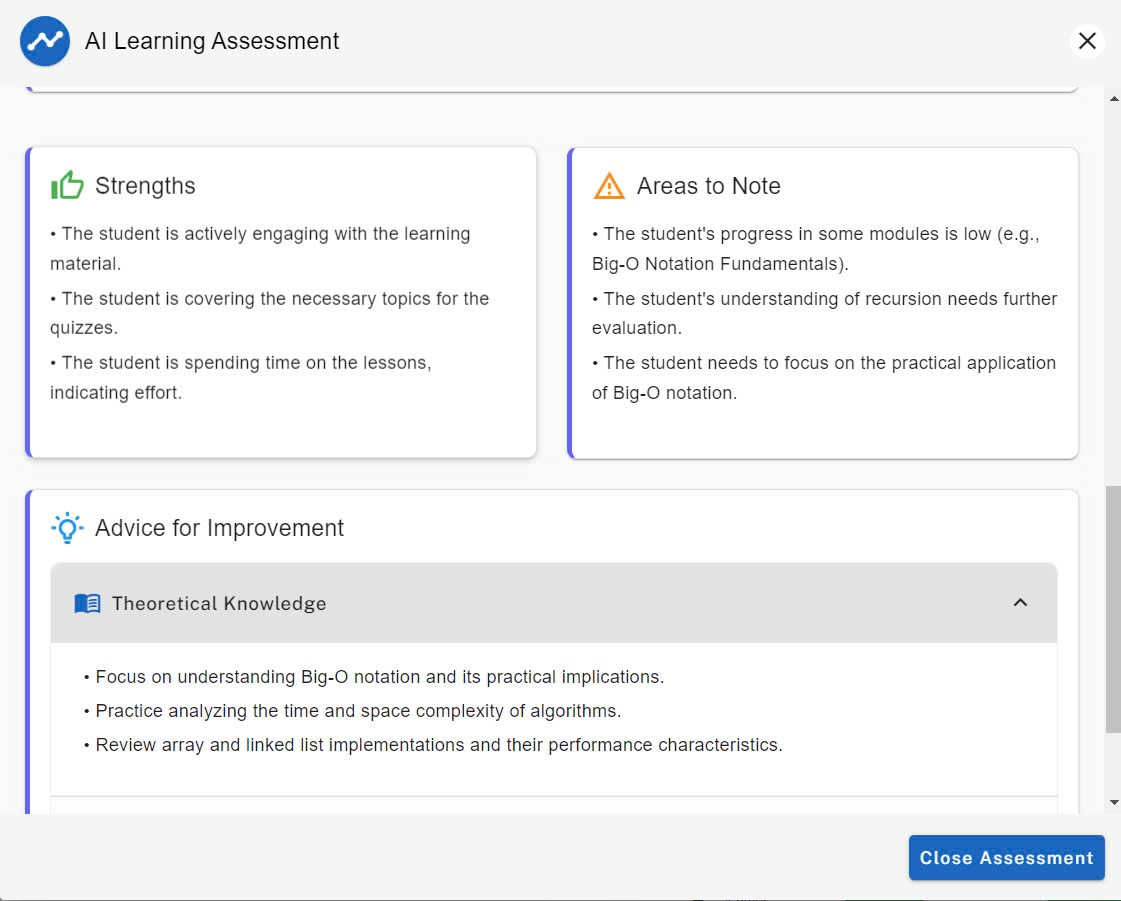 AI Learning Assessment
Strengths
• The student is actively engaging with the learning
material.
• The student is covering the necessary topics for the
quizzes.
• The student is spending time on the lessons,
indicating effort.
Areas to Note
• The student's progress in some modules is low (e.g.,
Big-O Notation Fundamentals).
• The student's understanding of recursion needs further
evaluation.
• The student needs to focus on the practical application
of Big-O notation.
Advice for Improvement
Theoretical Knowledge
• Focus on understanding Big-O notation and its practical implications.
• Practice analyzing the time and space complexity of algorithms.
• Review array and linked list implementations and their performance characteristics.
Close Assessment